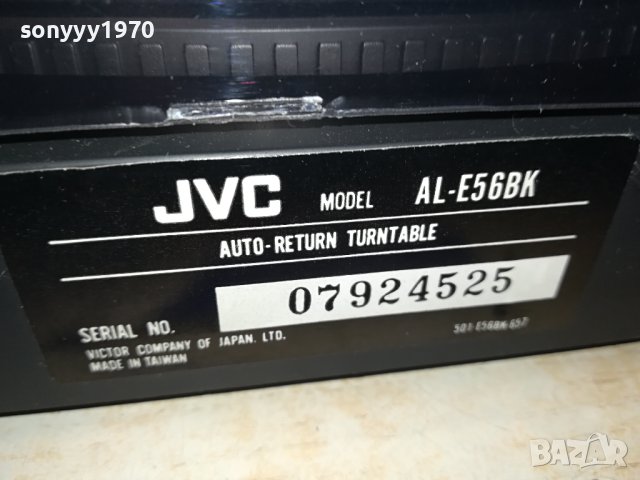 sonyyy1970
JVC MODEL AL-E56BK
AUTO-RETURN TURNTABLE
SERIAL NO. 07924525
VICTOR COMPANY OF JAPAN. LTD.
MADE IN TAIWAN
501-E56BK-657
BAZAR